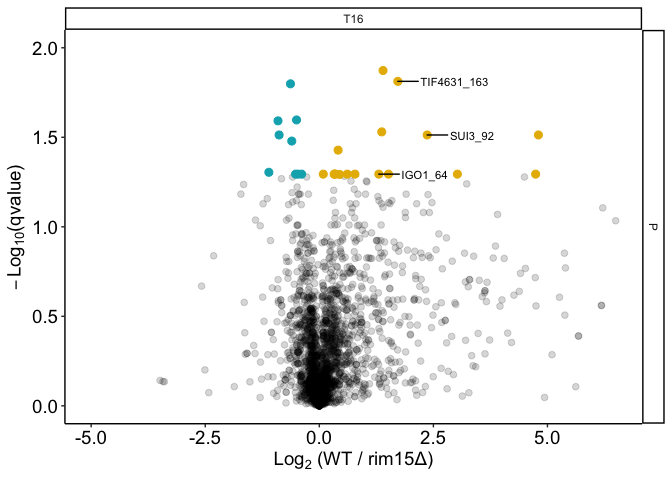 T16
2.0
TIF4631_163
1.5
SUI3_92
IGO1_64
1.0
P
0.5
0.0
− Log10(qvalue)
-5.0 -2.5 0.0 2.5 5.0
Log2 (WT / rim15Δ)